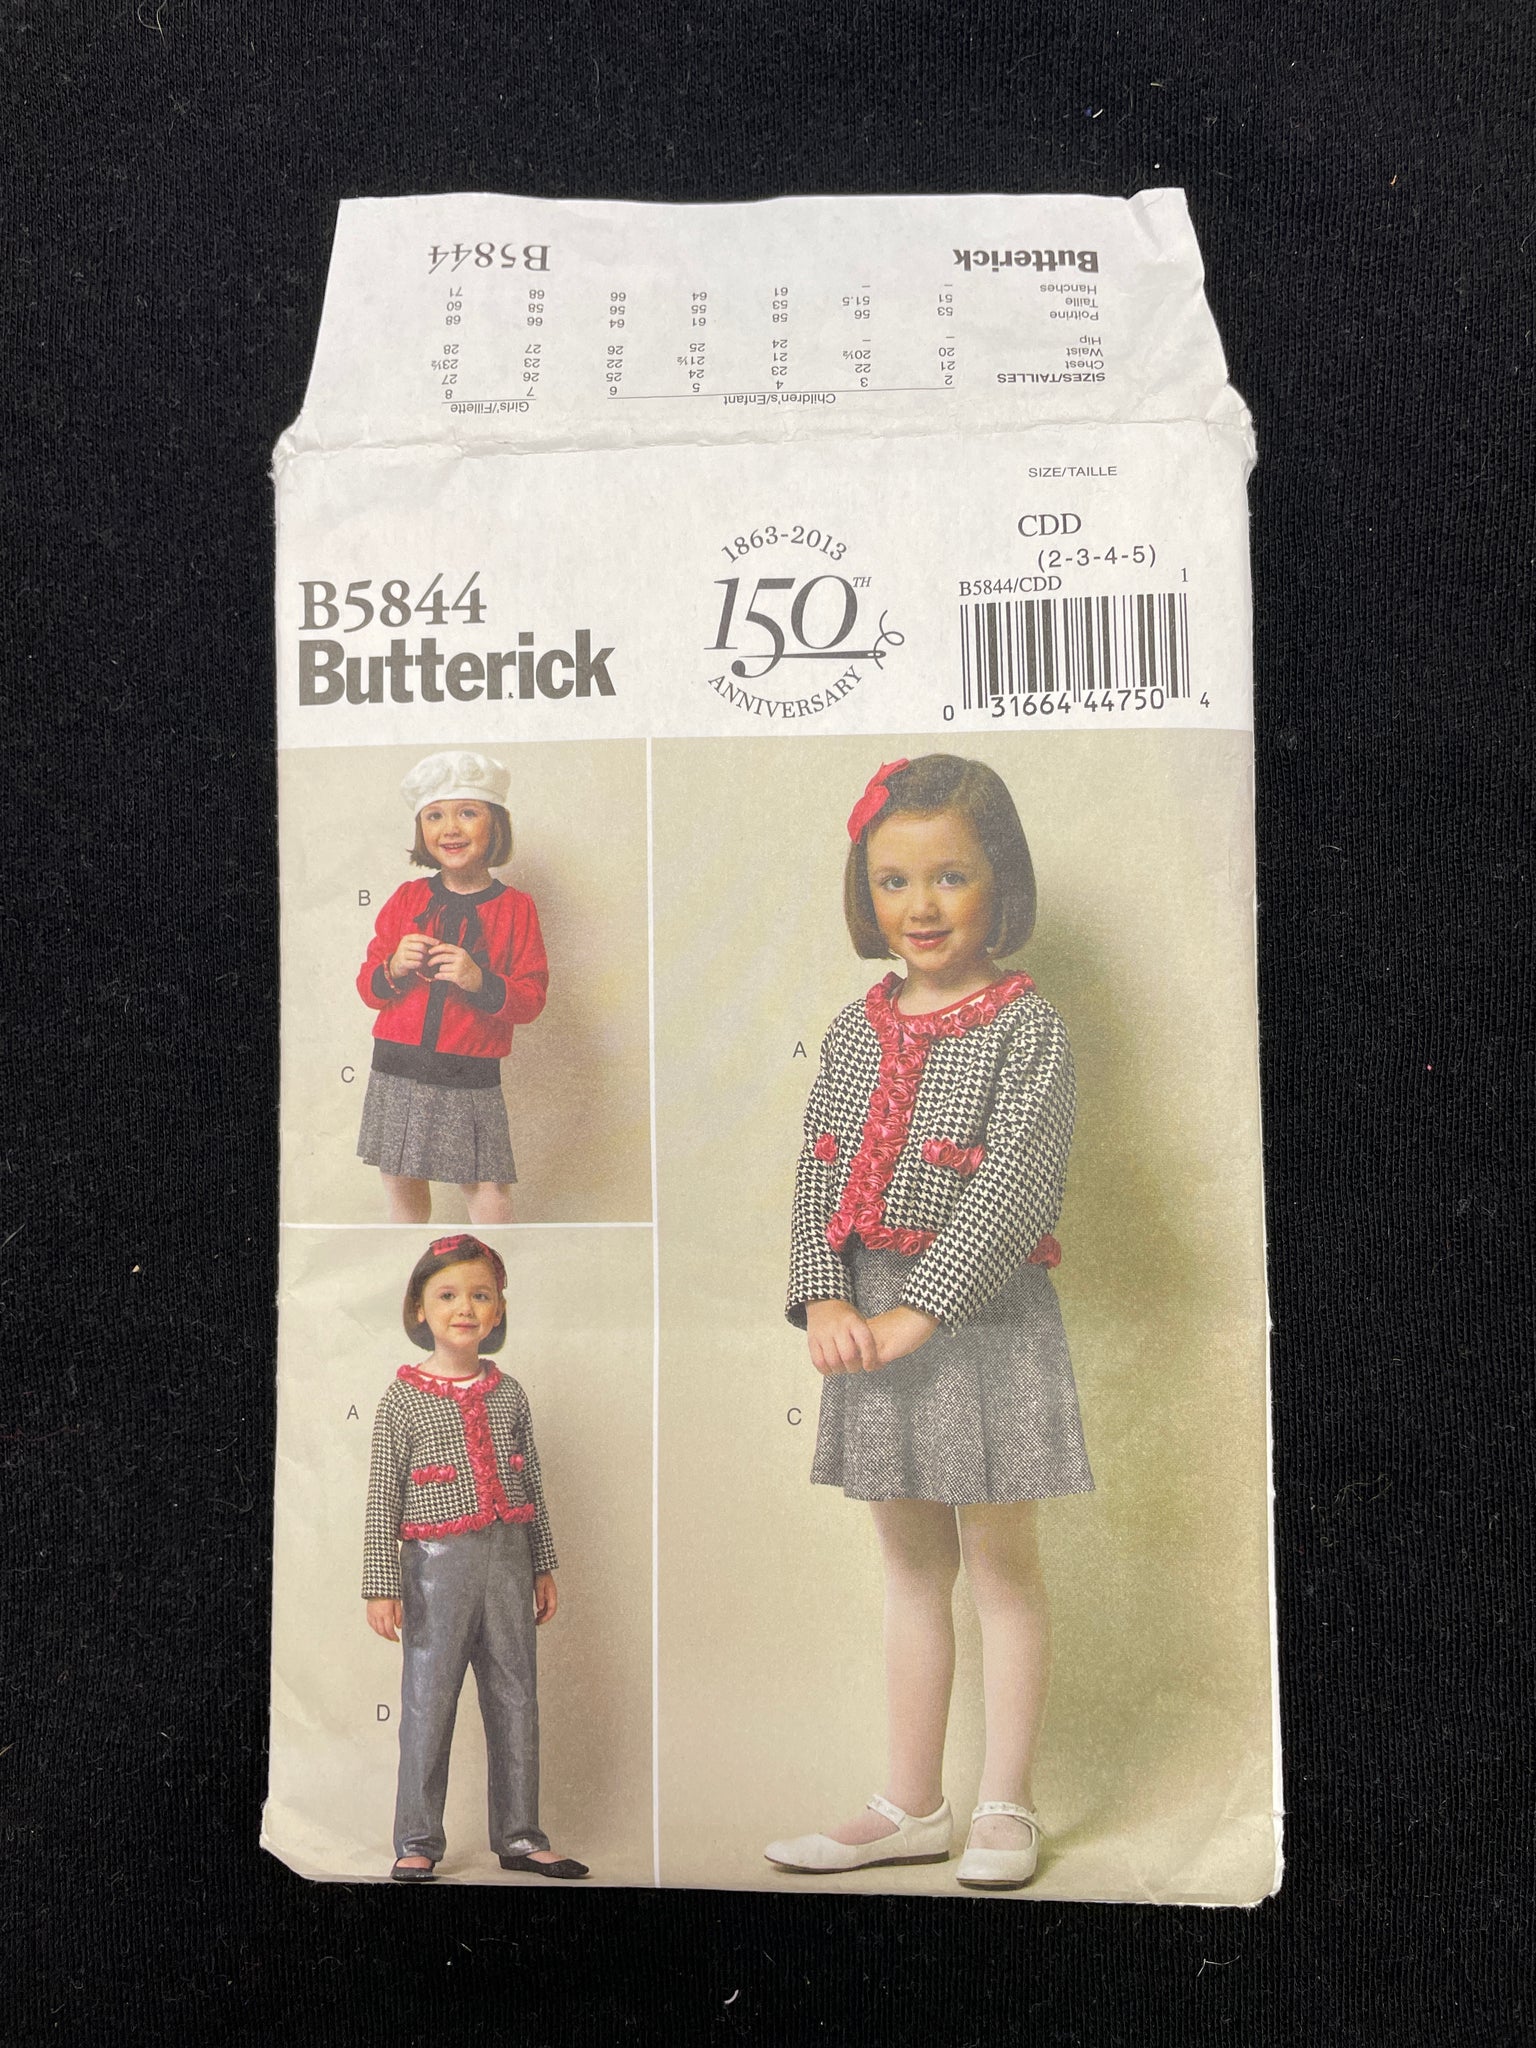 Butterick B5844
Hanches – – 61 64 66 68 71
Taille 51 51.5 53 55 56 58 60
Poitrine 53 56 58 61 64 66 68
Hip – – 24 25 26 27 28
Waist 20 20½ 21 21½ 22 23 23½
Chest 21 22 23 24 25 26 27
SIZES/TAILLES 2 3 4 5 6 7 8
Children's/Enfant Girls'/Fillette
SIZE/TAILLE
CDD
(2-3-4-5)
B5844/CDD 1
0 31664 44750 4
1863-2013
150TH
ANNIVERSARY
B5844
Butterick
B
C
A
D
A
C